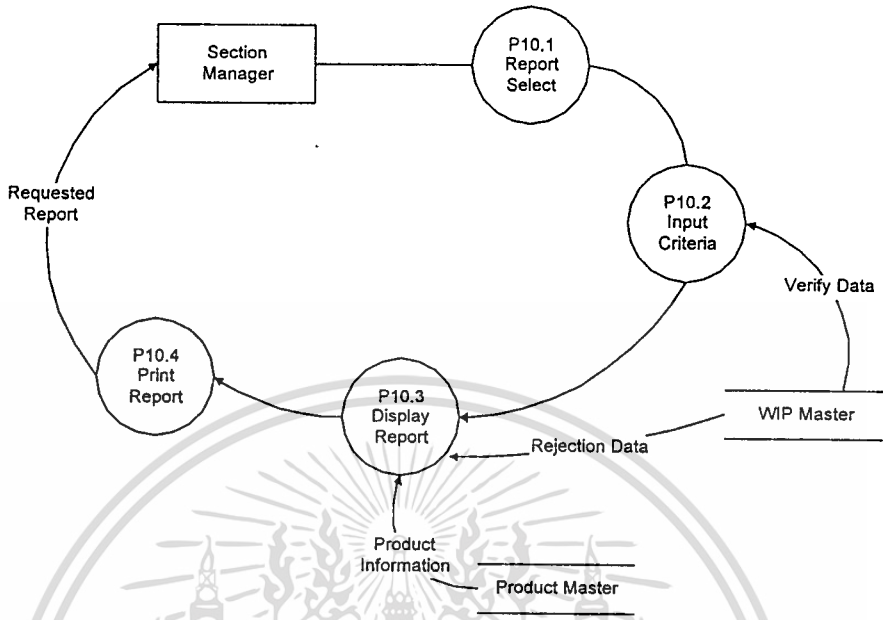 Section
Manager
P10.1
Report
Select
Requested
Report
P10.2
Input
Criteria
Verify Data
P10.4
Print
Report
P10.3
Display
Report
WIP Master
Rejection Data
Product
Information
Product Master